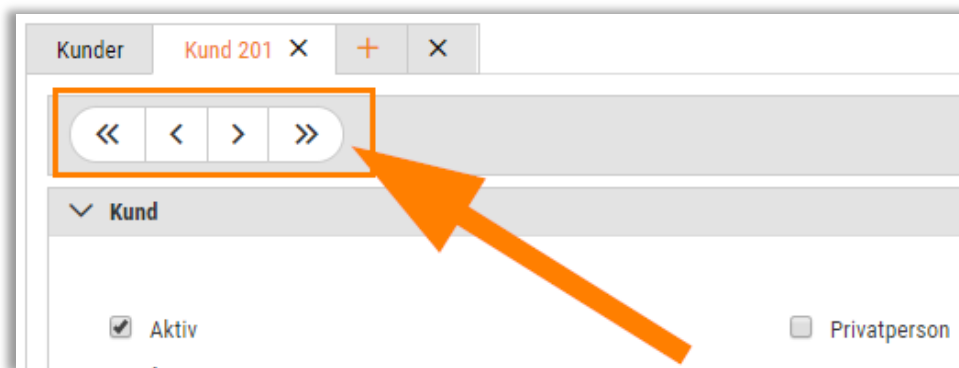 Kunder Kund 201 × + ×
« < > »
Kund
Aktiv Privatperson